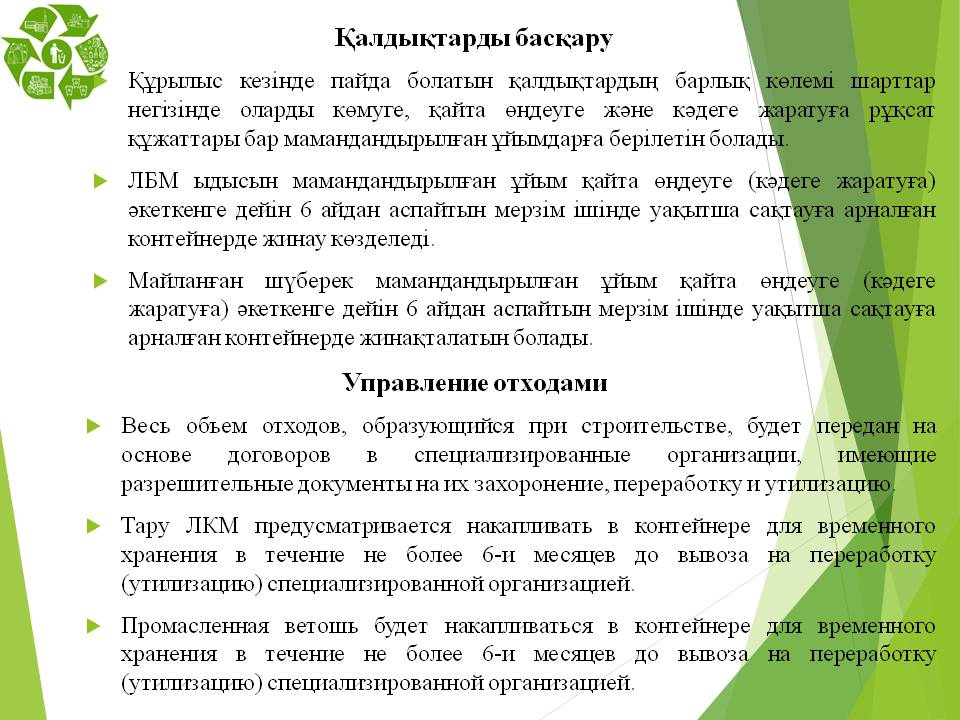 Қалдықтарды басқару
Құрылыс кезінде пайда болатын қалдықтардың барлық көлемі шарттар
негізінде оларды көмуге, қайта өңдеуге және кәдеге жаратуға рұқсат
құжаттары бар мамандандырылған ұйымдарға берілетін болады.
ЛБМ ыдысын мамандандырылған ұйым қайта өңдеуге (кәдеге жаратуға)
әкеткенге дейін 6 айдан аспайтын мерзім ішінде уақытша сақтауға арналған
контейнерде жинау көзделеді.
Майланған шүберек мамандандырылған ұйым қайта өңдеуге (кәдеге
жаратуға) әкеткенге дейін 6 айдан аспайтын мерзім ішінде уақытша сақтауға
арналған контейнерде жинақталатын болады.
Управление отходами
Весь объем отходов, образующийся при строительстве, будет передан на
основе договоров в специализированные организации, имеющие
разрешительные документы на их захоронение, переработку и утилизацию.
Тару ЛКМ предусматривается накапливать в контейнере для временного
хранения в течение не более 6-и месяцев до вывоза на переработку
(утилизацию) специализированной организацией.
Промасленная ветошь будет накапливаться в контейнере для временного
хранения в течение не более 6-и месяцев до вывоза на переработку
(утилизацию) специализированной организацией.